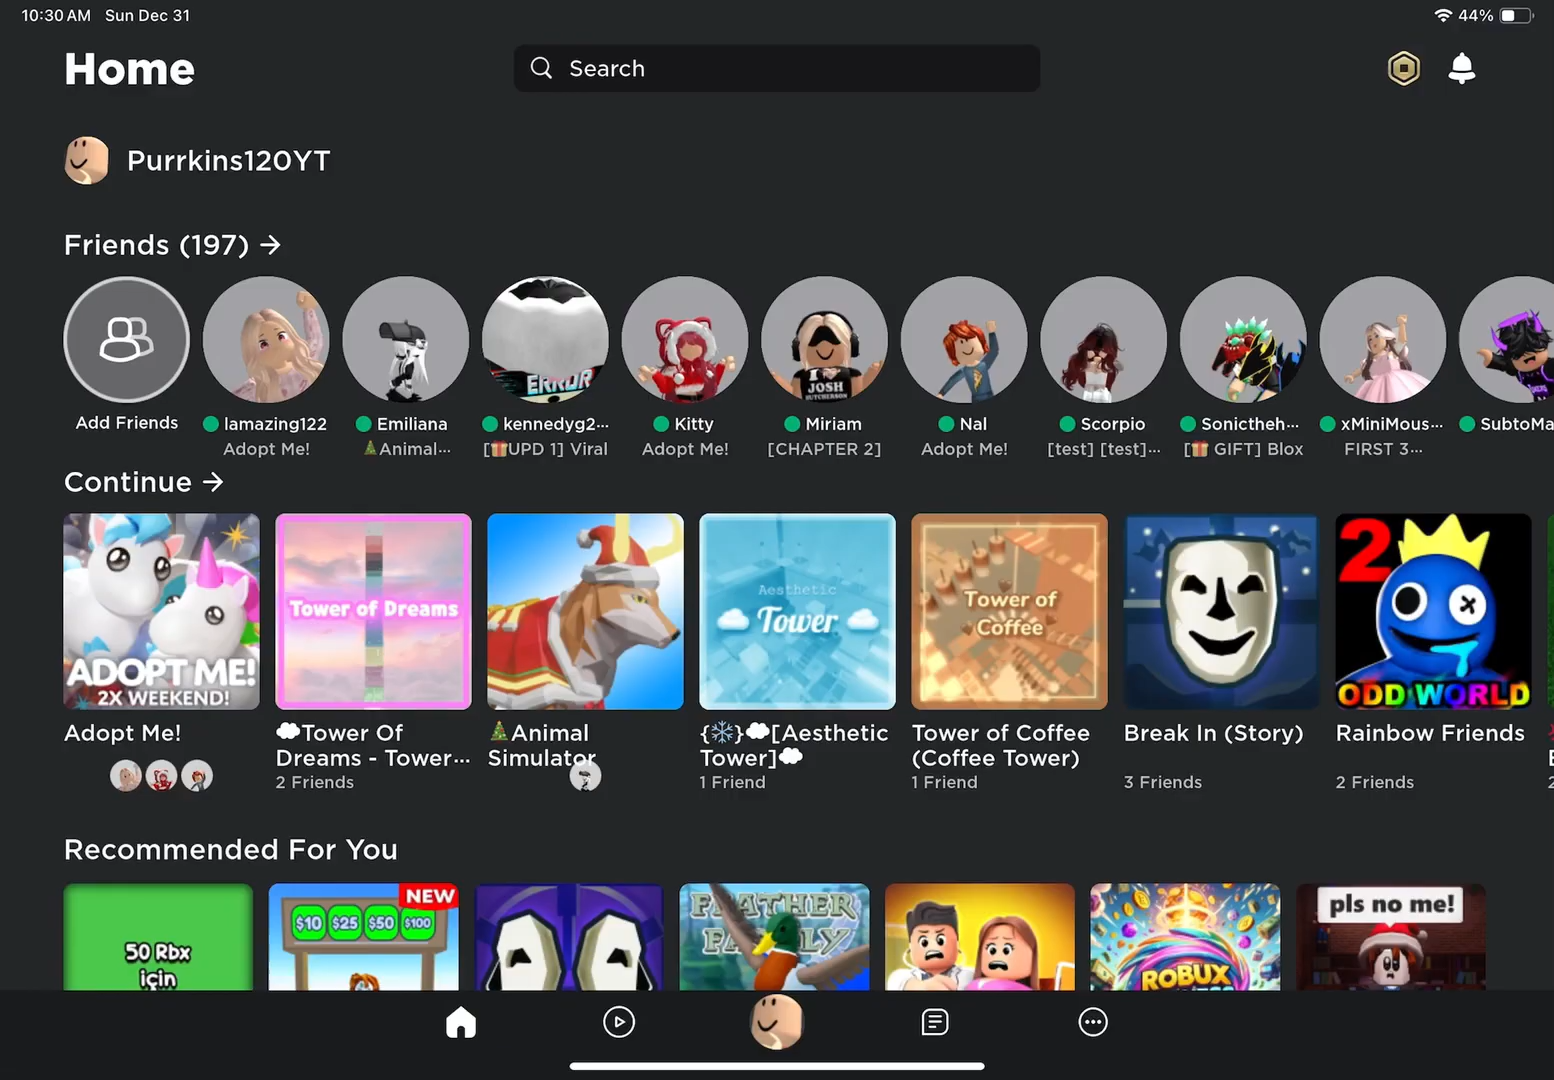 10:30 AM Sun Dec 31
44%
Home
Search
Purrkins120YT
Friends (197) →
Add Friends
Iamazing122
Adopt Me!
Emiliana
🎄Animal...
kennedyg2...
[🎁UPD 1] Viral
ERROR
Kitty
Adopt Me!
Miriam
[CHAPTER 2]
I ♥ JOSH
HUTCHERSON
Nal
Adopt Me!
Scorpio
[test] [test]...
Sonictheh...
[🎁 GIFT] Blox
xMiniMous...
FIRST 3...
SubtoMa
Continue →
ADOPT ME!
2X WEEKEND!
Adopt Me!
Tower of Dreams
☁Tower Of
Dreams - Tower...
2 Friends
🎄Animal
Simulator
Aesthetic
Tower
{❄}☁[Aesthetic
Tower]☁
1 Friend
Tower of
Coffee
Tower of Coffee
(Coffee Tower)
1 Friend
Break In (Story)
3 Friends
2
ODD WORLD
Rainbow Friends
2 Friends
Recommended For You
50 Rbx
için
NEW
$10 $25 $50 $100
FEATHER
FAMILY
ROBUX
pls no me!